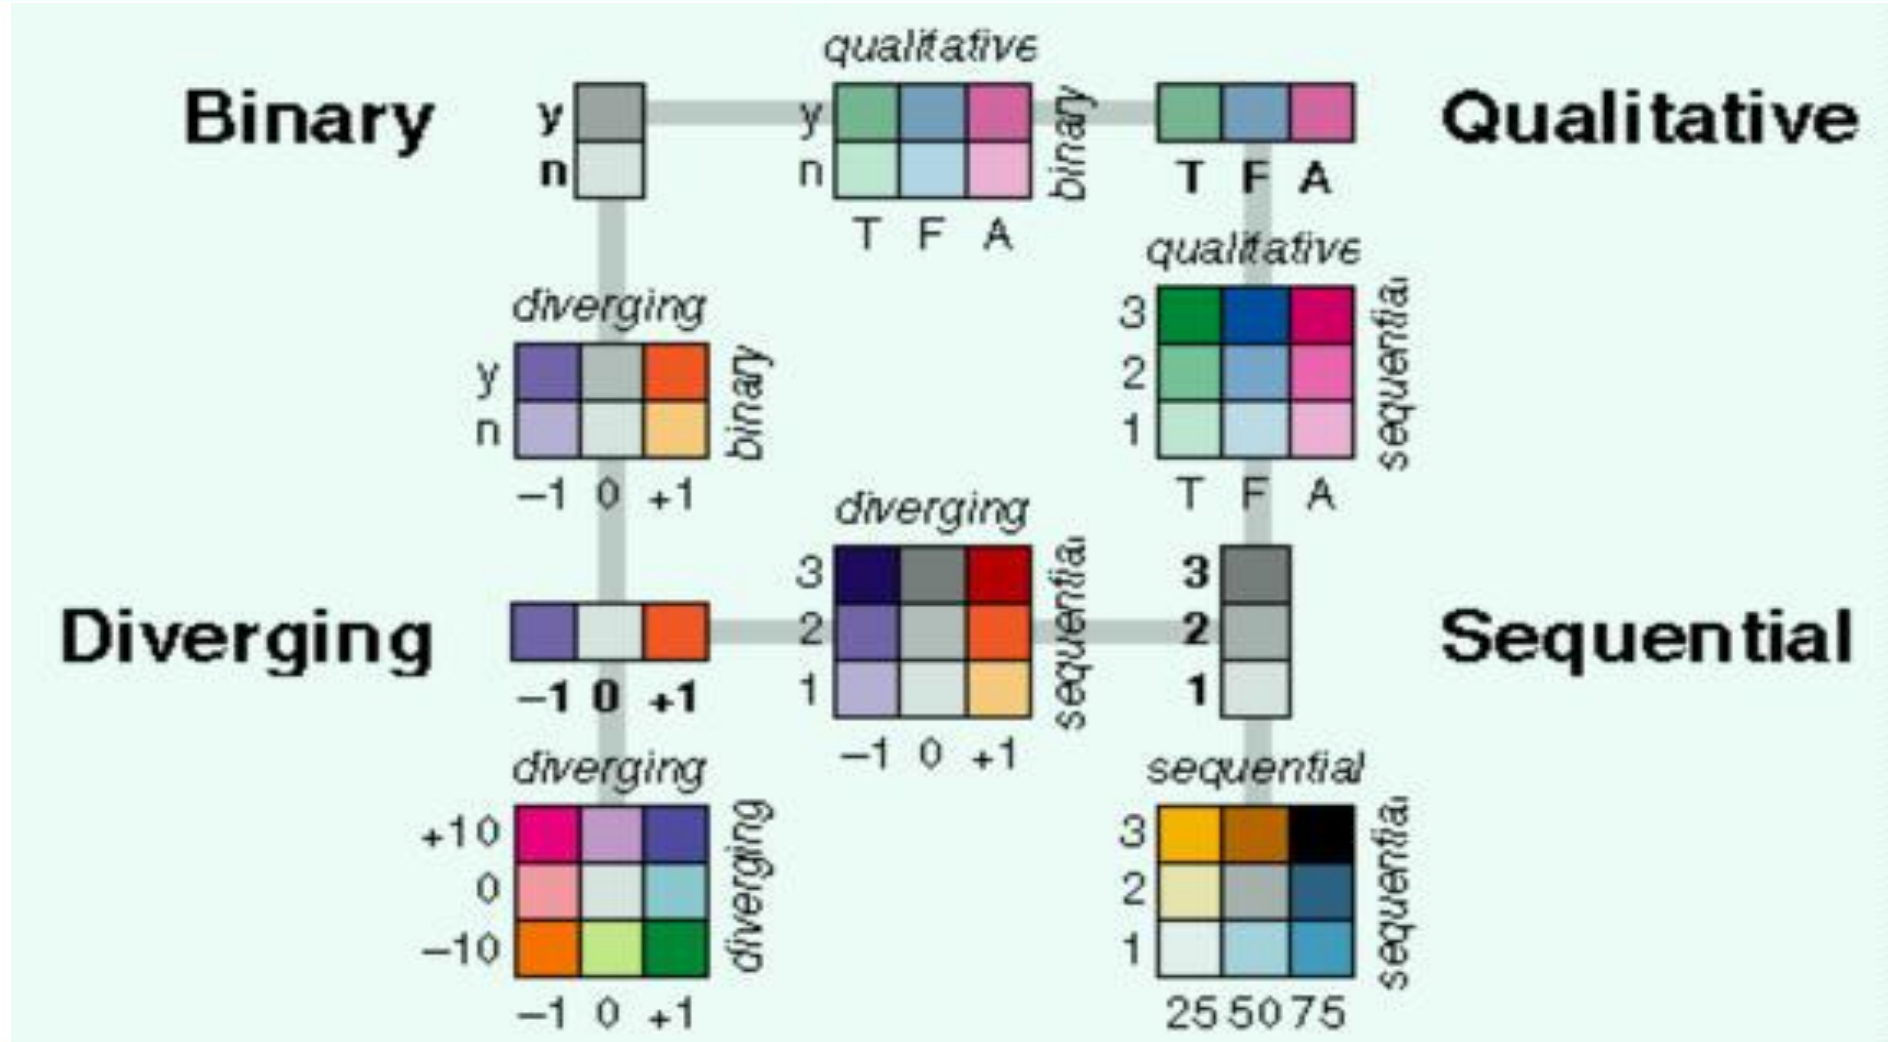 qualitative
Binary
y
n
y
n
binary
T F A
Qualitative
T F A
diverging
y
n
binary
−1 0 +1
qualitative
3
2
1
sequential
T F A
Diverging
−1 0 +1
diverging
3
2
1
sequential
−1 0 +1
3
2
1
Sequential
diverging
+10
0
−10
diverging
−1 0 +1
sequential
3
2
1
sequential
25 50 75